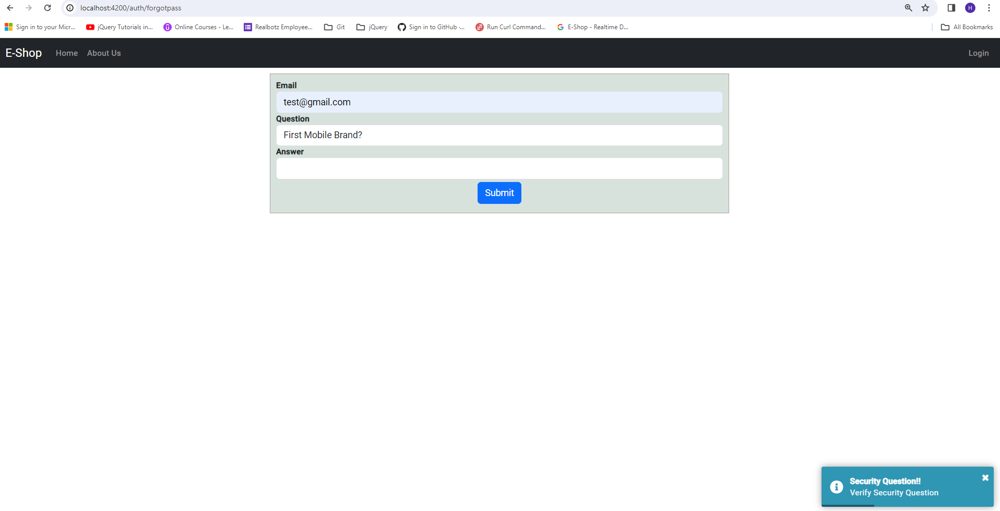 localhost:4200/auth/forgotpass
Sign in to your Micr... jQuery Tutorials in... Online Courses - Le... Realbotz Employee... Git jQuery Sign in to GitHub ·... Run Curl Command... E-Shop - Realtime D... All Bookmarks
E-Shop Home About Us Login
Email
test@gmail.com
Question
First Mobile Brand?
Answer
Submit
Security Question!!
Verify Security Question
H